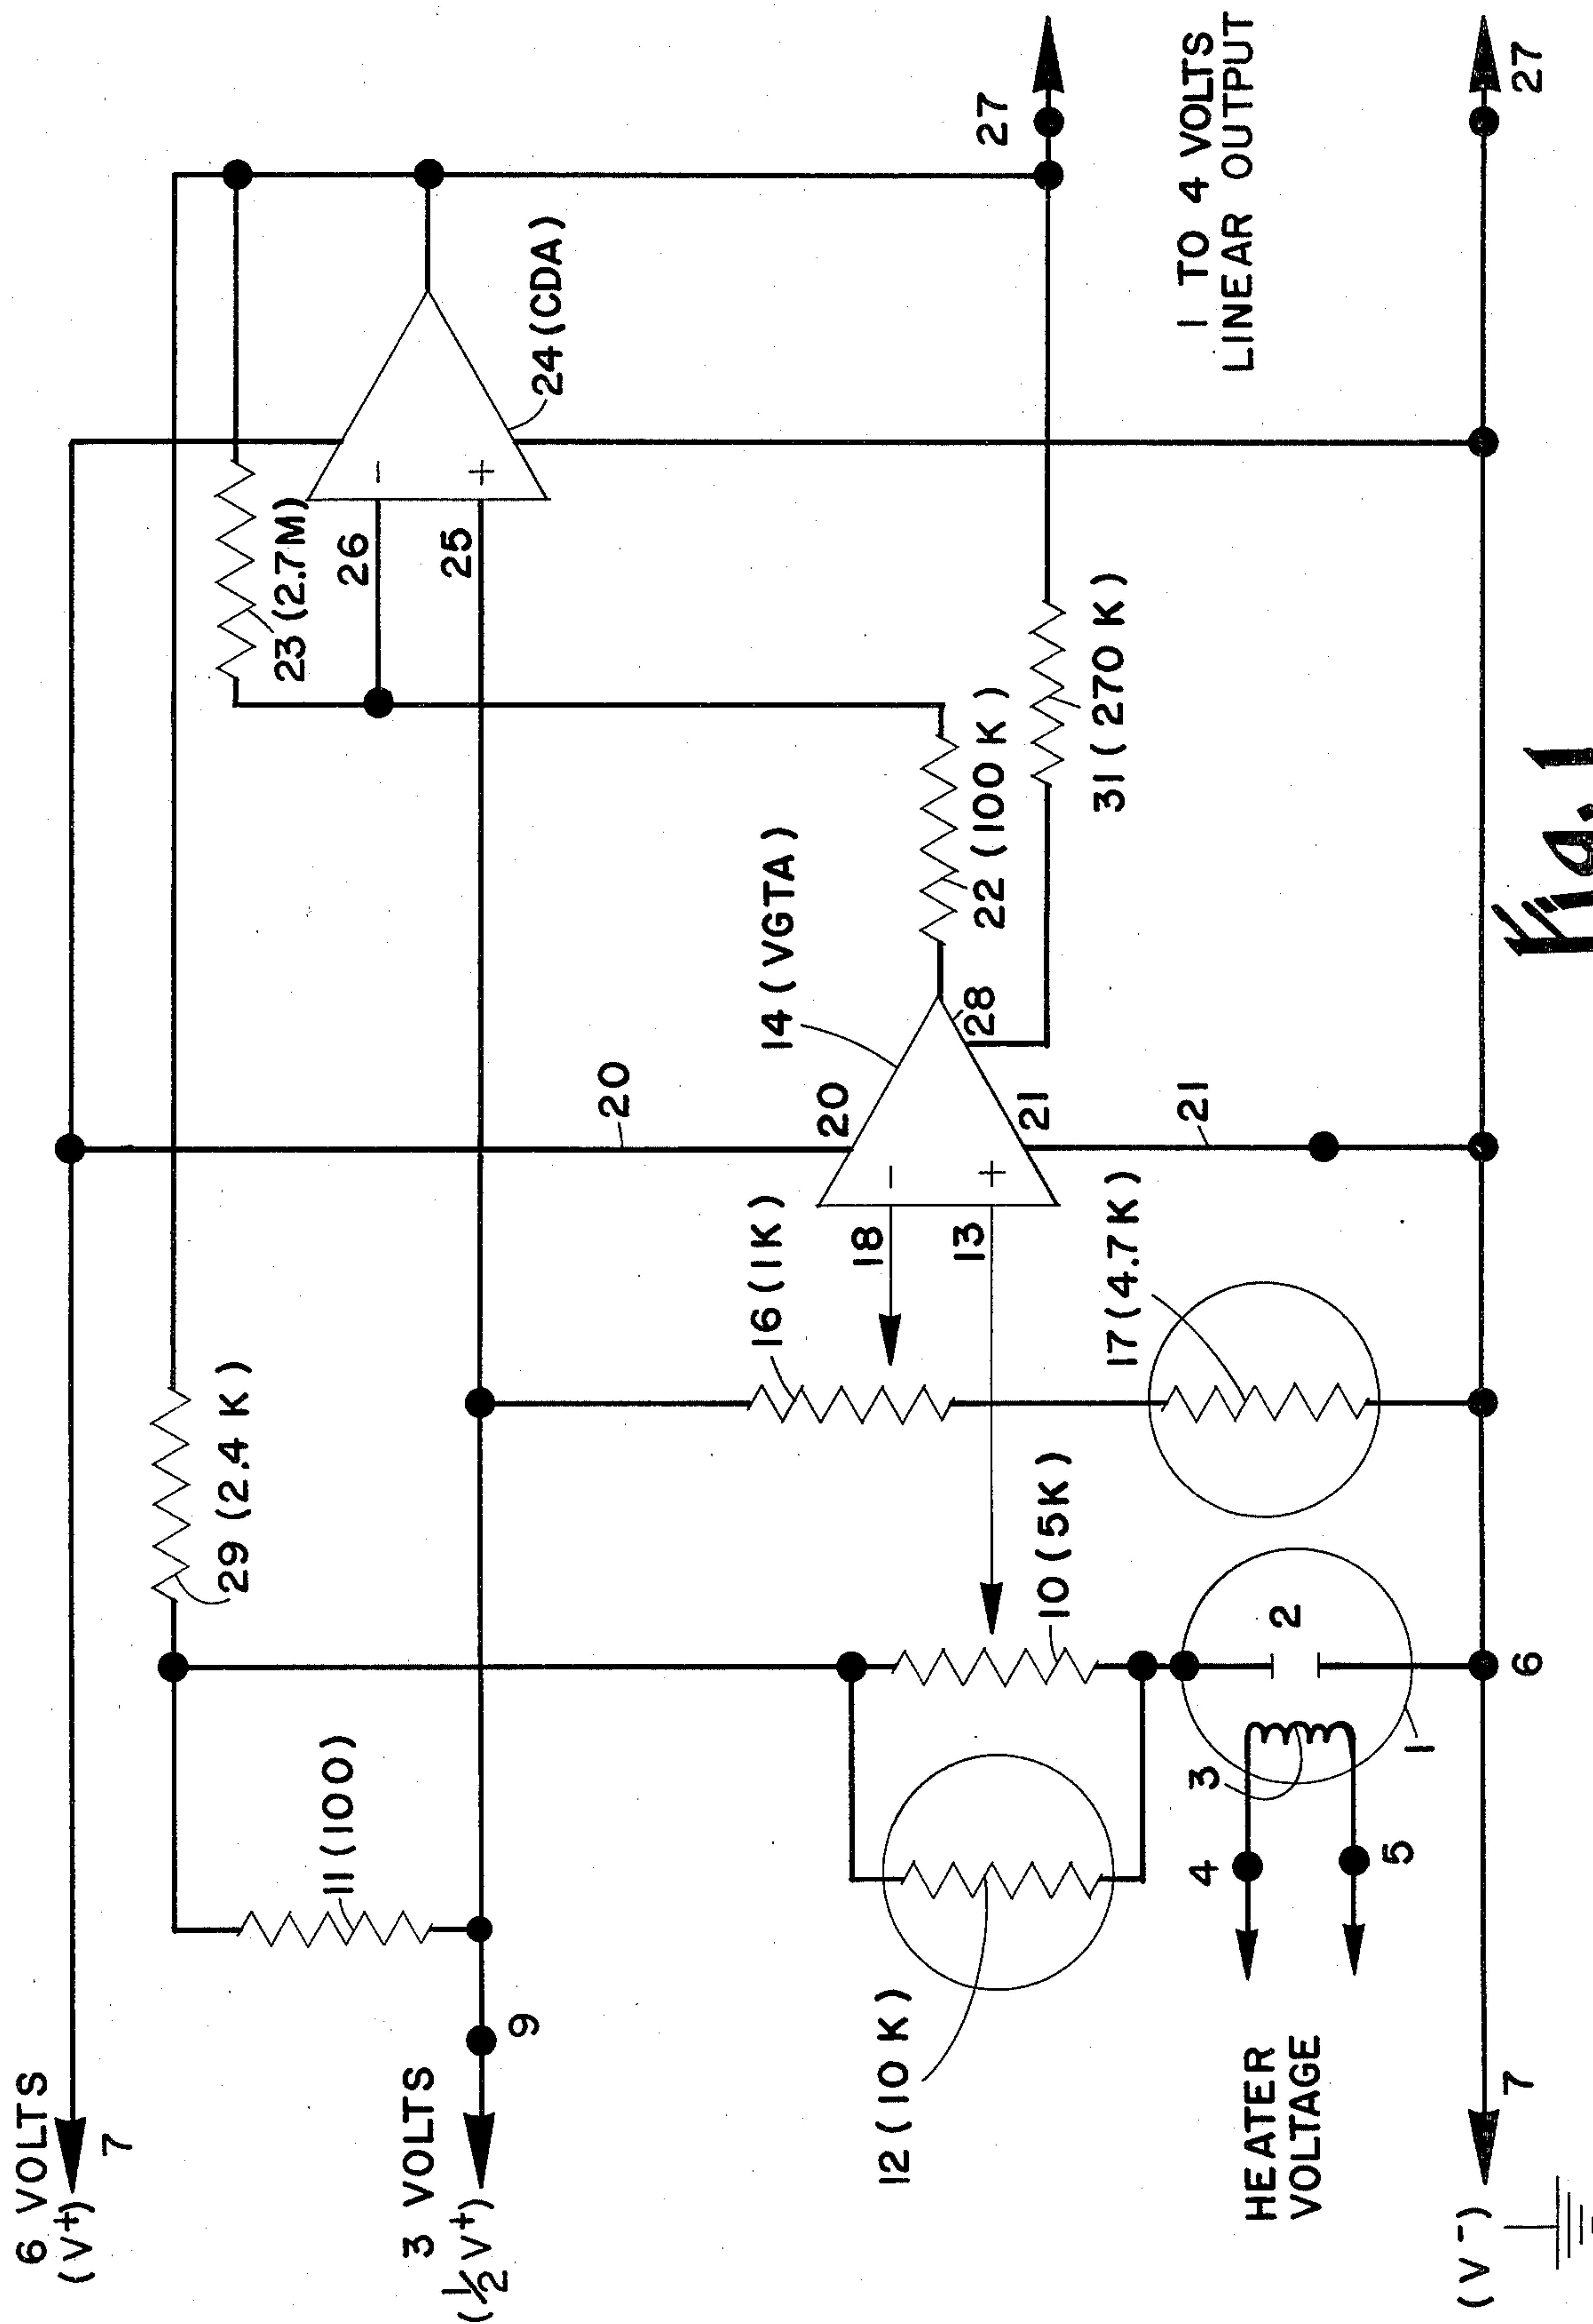 6 VOLTS
(V+)
7
3 VOLTS
(½V+)
9
11 (100)
29 (2.4 K)
23 (2.7M)
26
25
-
+
24 (CDA)
27
1 TO 4 VOLTS
LINEAR OUTPUT
20
14 (VGTA)
20
22 (100 K)
31 (270 K)
28
16 (1K)
18
13
-
+
21
21
17 (4.7K)
10 (5K)
12 (10 K)
2
3
4
5
1
6
HEATER
VOLTAGE
(V-)
7
27
Fig. 1